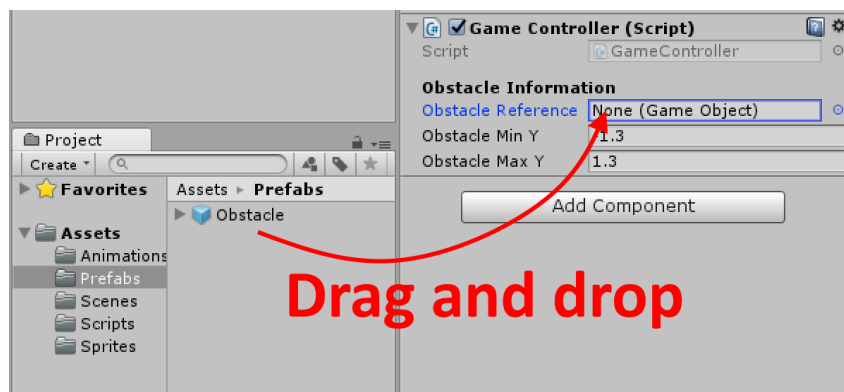 Game Controller (Script)
Script GameController
Obstacle Information
Obstacle Reference None (Game Object)
Obstacle Min Y -1.3
Obstacle Max Y 1.3
Add Component
Project
Create
Favorites
Assets
Animations
Prefabs
Scenes
Scripts
Sprites
Assets ▸ Prefabs
Obstacle
Drag and drop